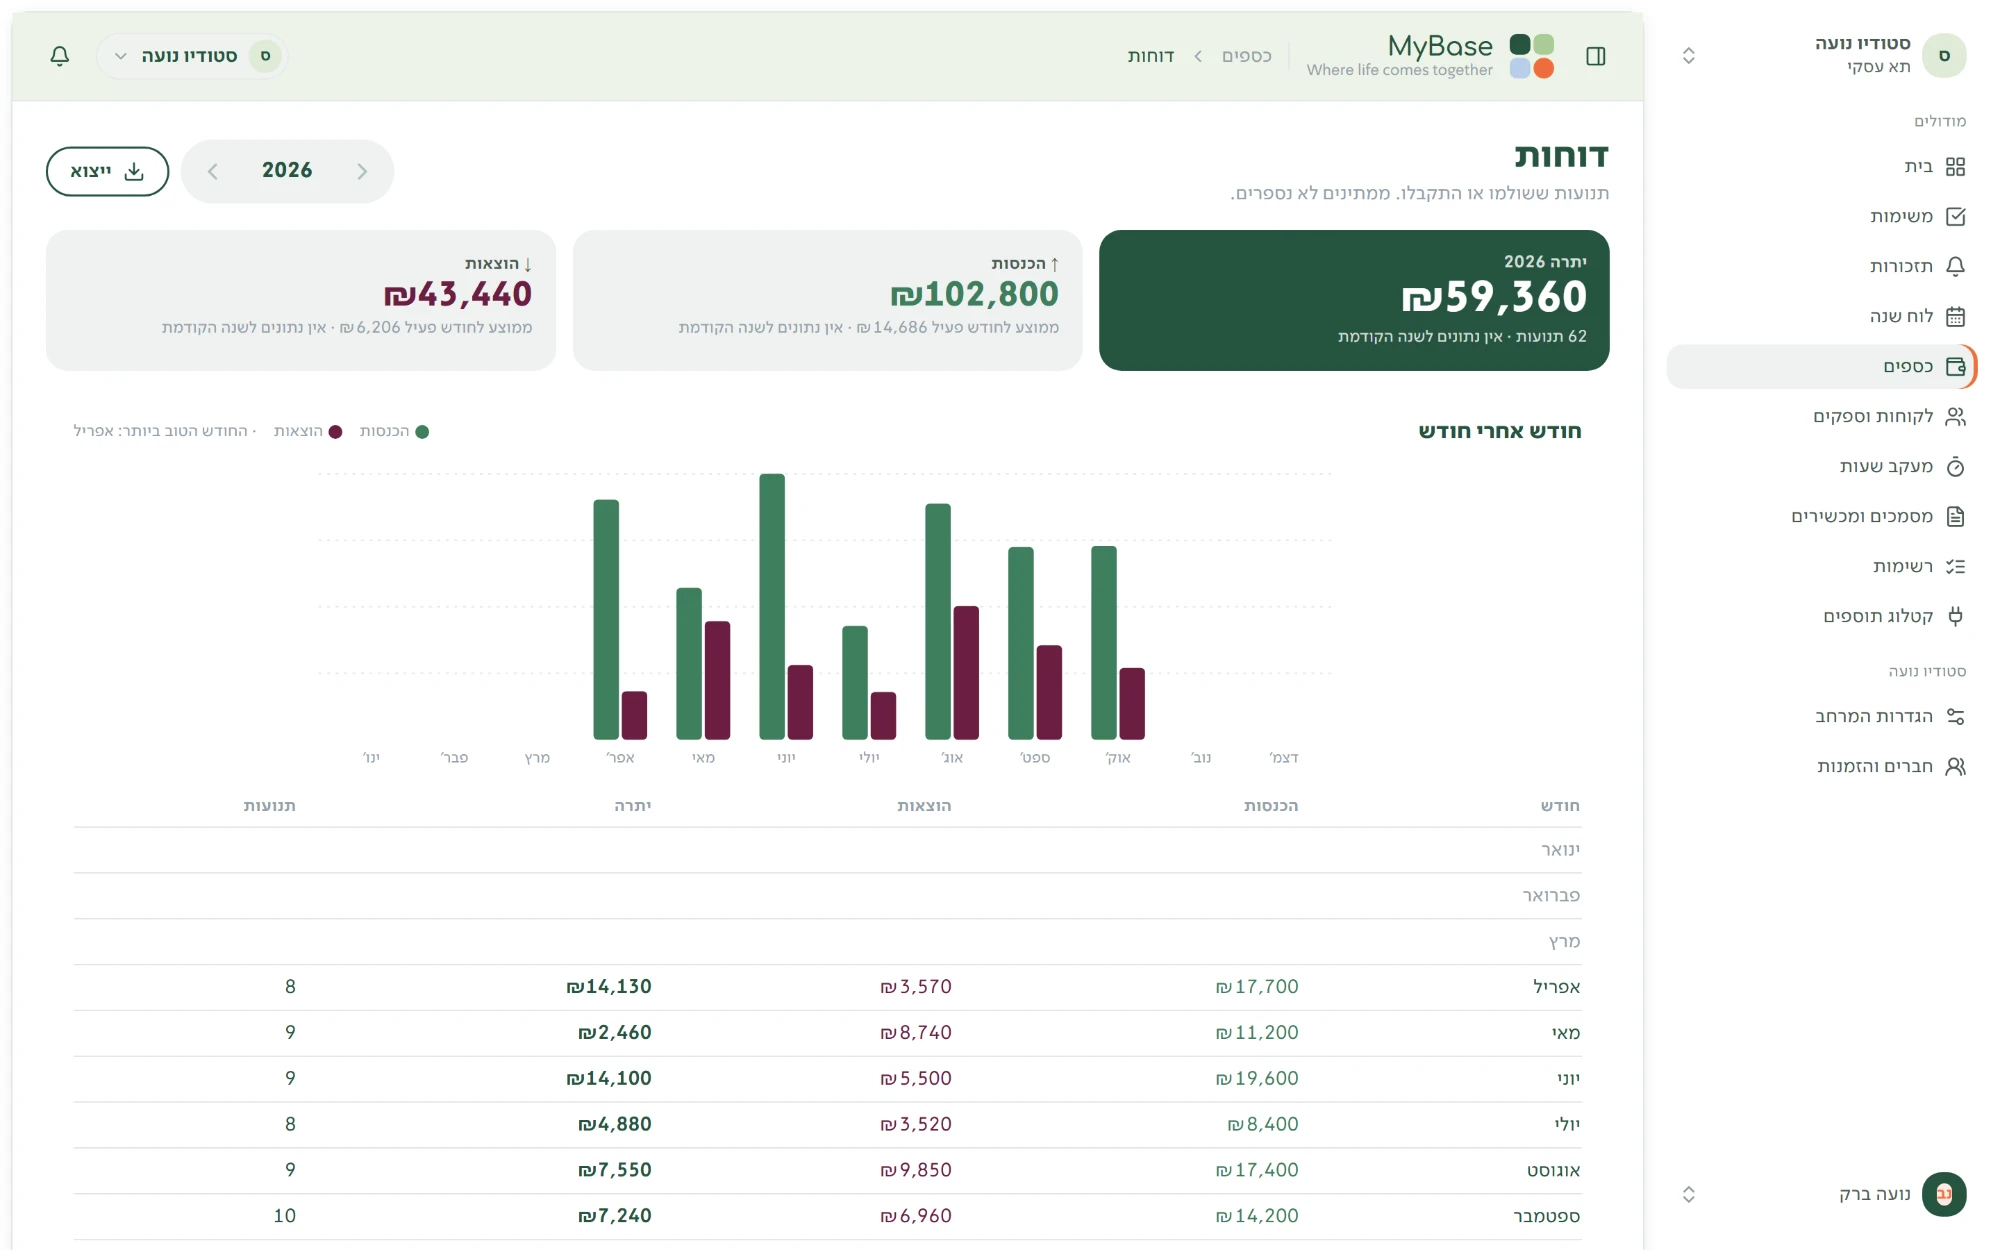 סטודיו נועה
תא עסקי
ס
מודולים
בית
משימות
תזכורות
לוח שנה
כספים
לקוחות וספקים
מעקב שעות
מסמכים ומכשירים
רשימות
קטלוג תוספים
סטודיו נועה
הגדרות המרחב
חברים והזמנות
נועה ברק
נב
MyBase
Where life comes together
כספים
דוחות
ס סטודיו נועה
דוחות
תנועות ששולמו או התקבלו. ממתינים לא נספרים.
2026
ייצוא
יתרה 2026
₪59,360
62 תנועות · אין נתונים לשנה הקודמת
↑ הכנסות
₪102,800
ממוצע לחודש פעיל 14,686 ₪ · אין נתונים לשנה הקודמת
↓ הוצאות
₪43,440
ממוצע לחודש פעיל 6,206 ₪ · אין נתונים לשנה הקודמת
חודש אחרי חודש
הכנסות הוצאות · החודש הטוב ביותר: אפריל
דצמ׳ נוב׳ אוק׳ ספט׳ אוג׳ יולי יוני מאי אפר׳ מרץ פבר׳ ינו׳
חודש הכנסות הוצאות יתרה תנועות
ינואר
פברואר
מרץ
אפריל ₪17,700 ₪3,570 ₪14,130 8
מאי ₪11,200 ₪8,740 ₪2,460 9
יוני ₪19,600 ₪5,500 ₪14,100 9
יולי ₪8,400 ₪3,520 ₪4,880 8
אוגוסט ₪17,400 ₪9,850 ₪7,550 9
ספטמבר ₪14,200 ₪6,960 ₪7,240 10